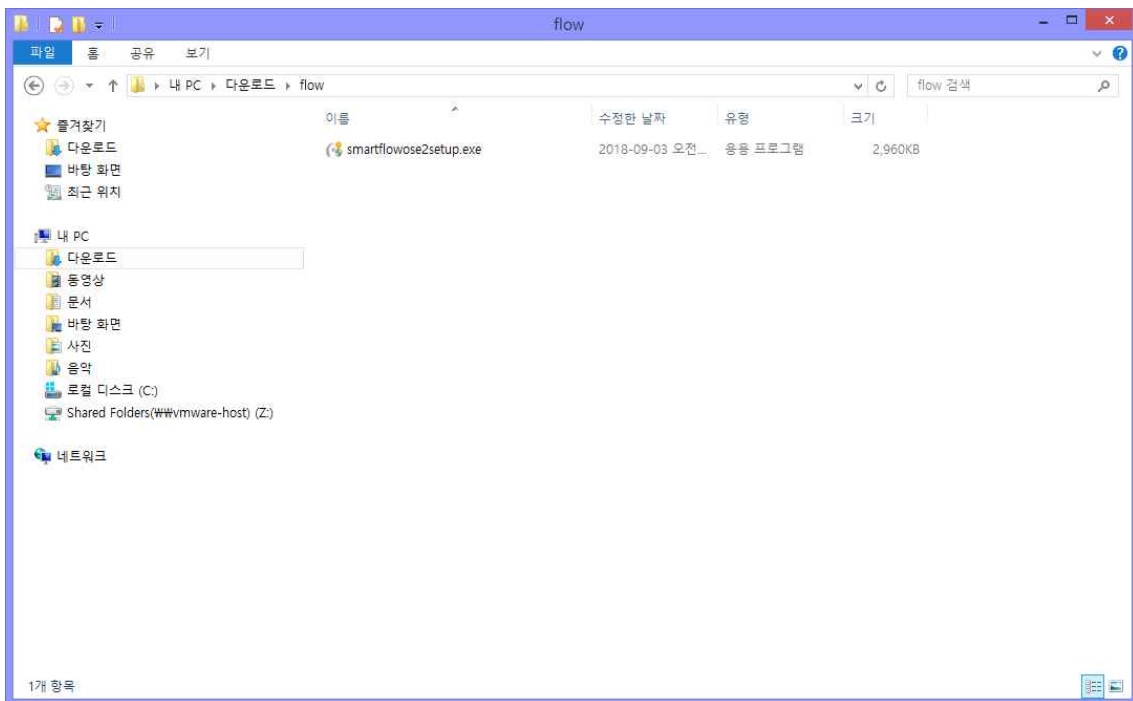 flow
파일 홈 공유 보기
내 PC 다운로드 flow
flow 검색
이름 수정한 날짜 유형 크기
smartflowose2setup.exe 2018-09-03 오전... 응용 프로그램 2,960KB
즐겨찾기
다운로드
바탕 화면
최근 위치
내 PC
다운로드
동영상
문서
바탕 화면
사진
음악
로컬 디스크 (C:)
Shared Folders(₩₩vmware-host) (Z:)
네트워크
1개 항목